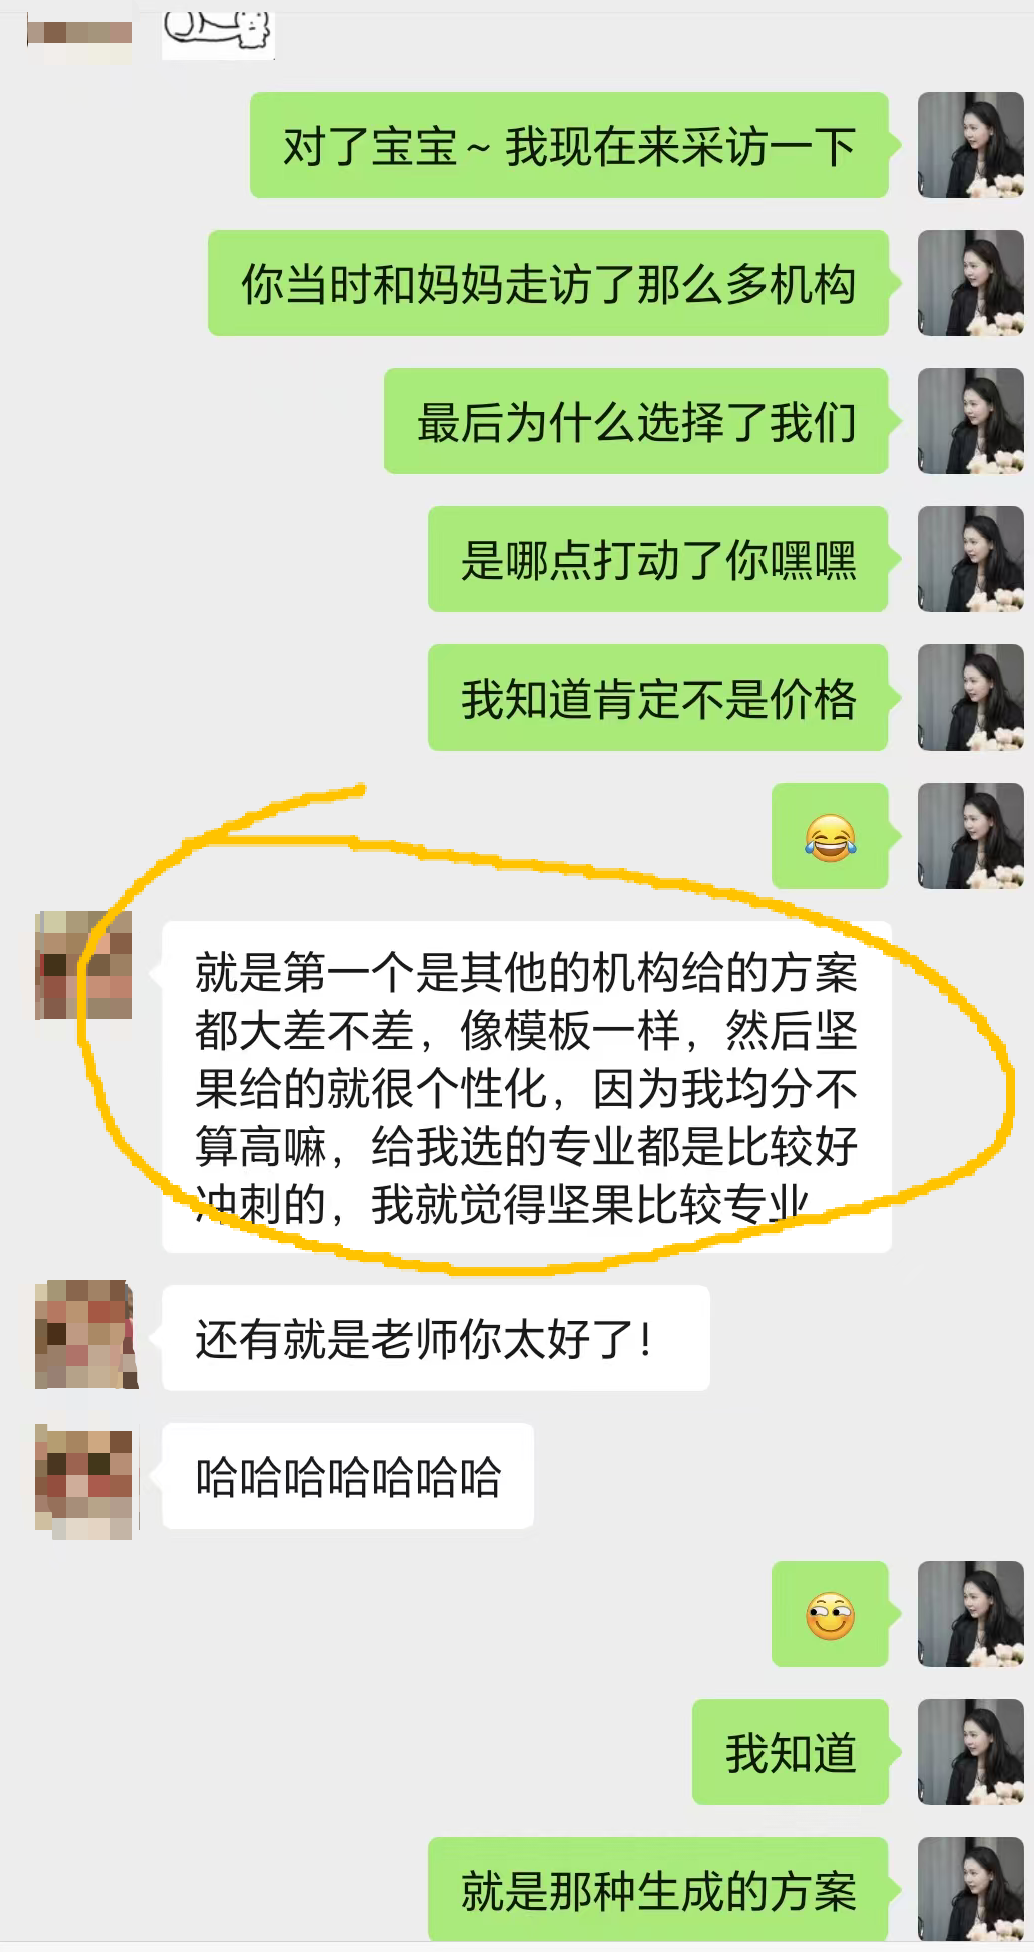 对了宝宝～我现在来采访一下
你当时和妈妈走访了那么多机构
最后为什么选择了我们
是哪点打动了你嘿嘿
我知道肯定不是价格
就是第一个是其他的机构给的方案
都大差不差，像模板一样，然后坚
果给的就很个性化，因为我均分不
算高嘛，给我选的专业都是比较好
冲刺的，我就觉得坚果比较专业
还有就是老师你太好了！
哈哈哈哈哈哈哈
我知道
就是那种生成的方案